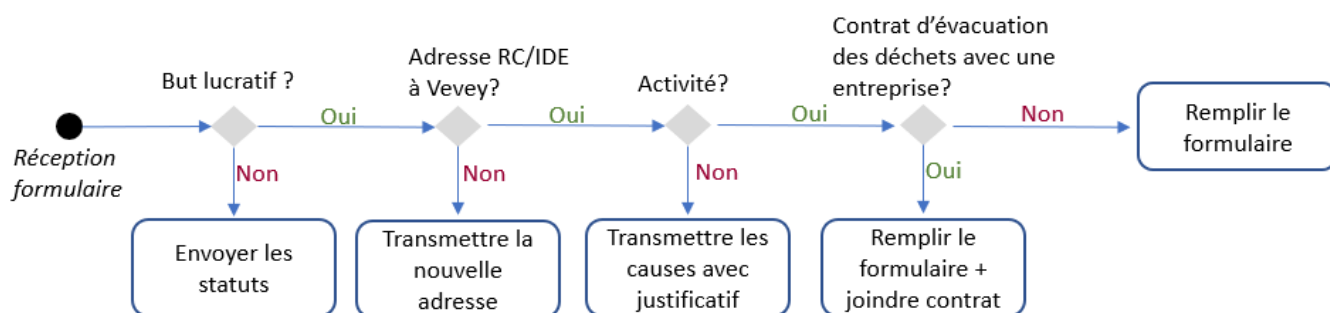 Réception
formulaire
But lucratif ?
Oui
Non
Envoyer les
statuts
Adresse RC/IDE
à Vevey?
Oui
Non
Transmettre la
nouvelle
adresse
Activité?
Oui
Non
Transmettre les
causes avec
justificatif
Contrat d’évacuation
des déchets avec une
entreprise?
Non
Oui
Remplir le
formulaire +
joindre contrat
Remplir le
formulaire